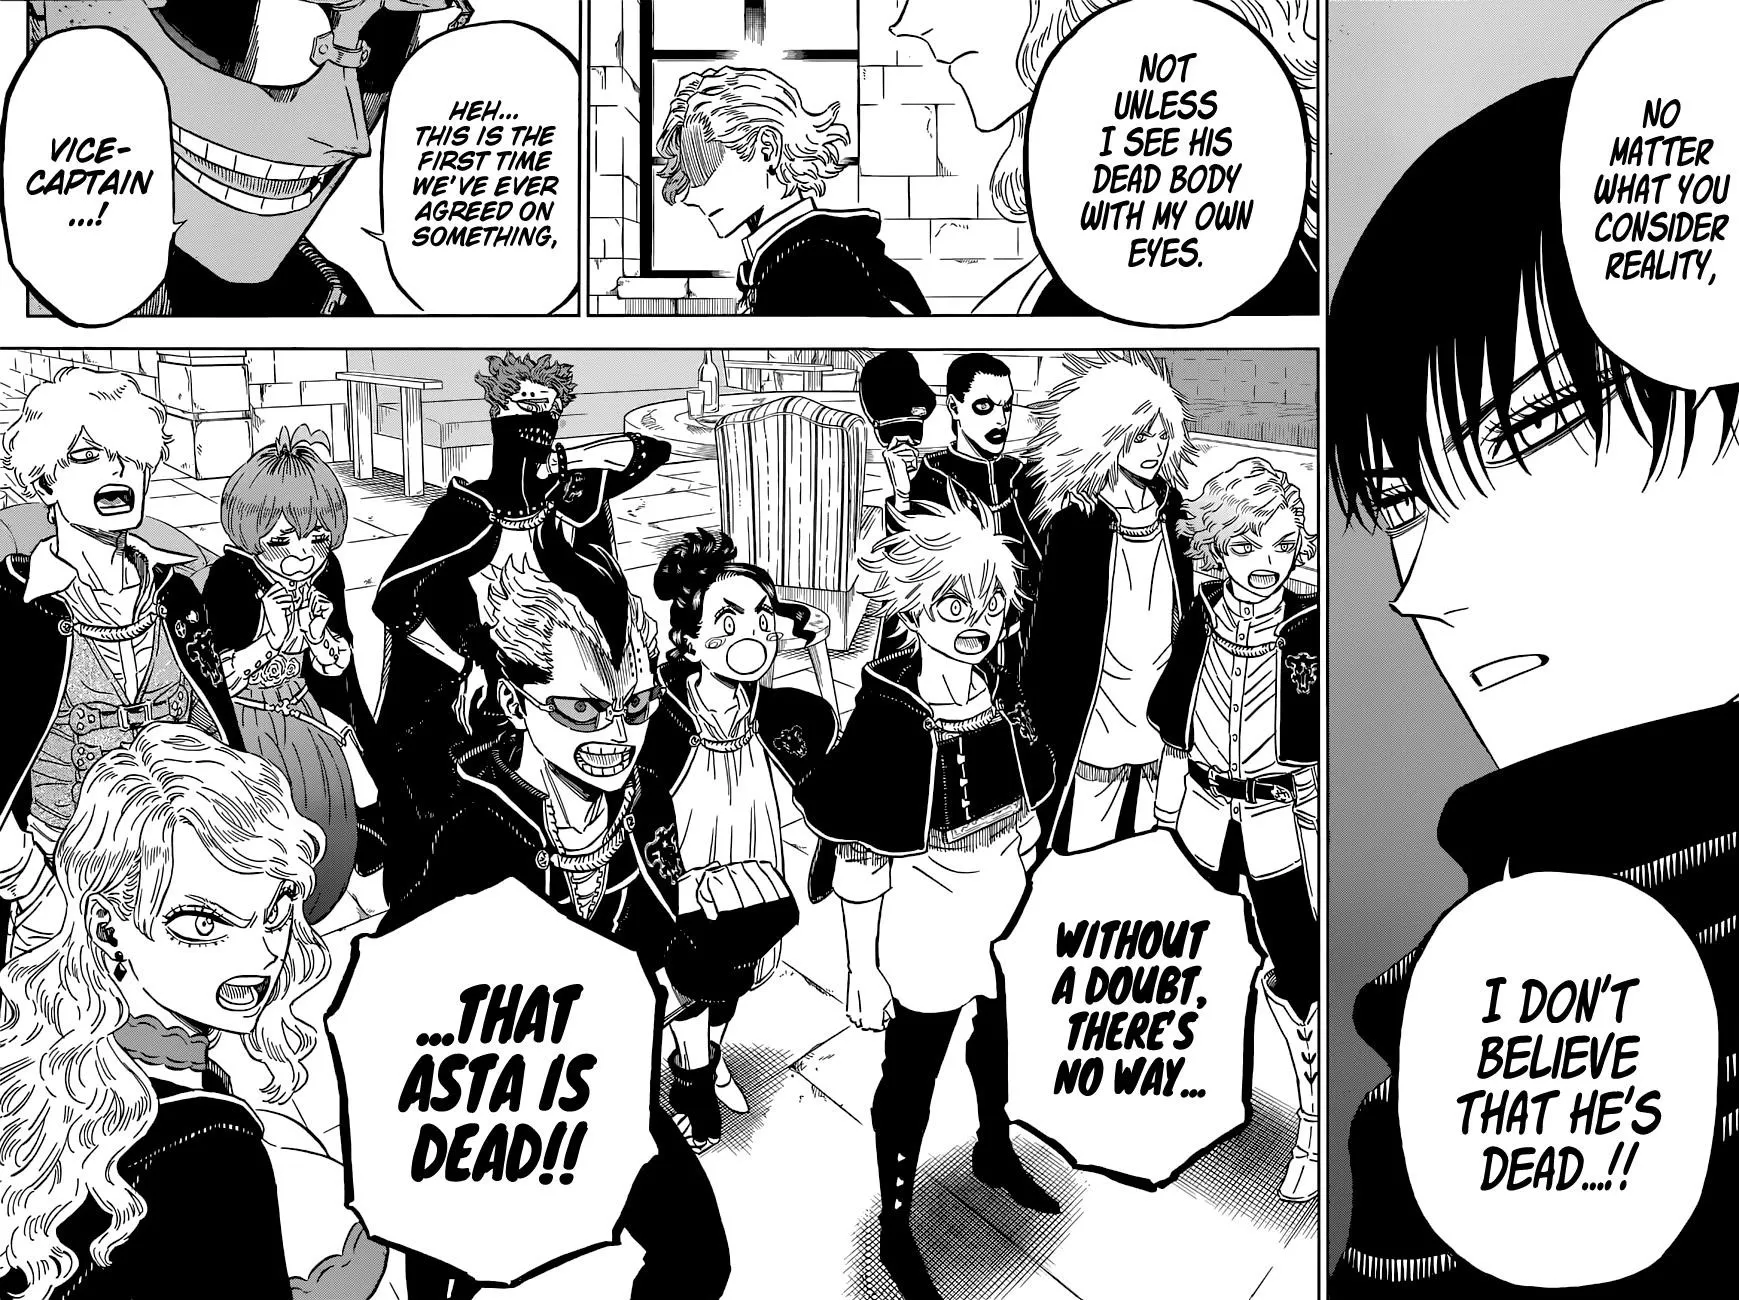 NO
MATTER
WHAT YOU
CONSIDER
REALITY,
I DON'T
BELIEVE
THAT HE'S
DEAD...!!
NOT
UNLESS
I SEE HIS
DEAD BODY
WITH MY OWN
EYES.
HEH...
THIS IS THE
FIRST TIME
WE'VE EVER
AGREED ON
SOMETHING,
VICE-
CAPTAIN
...!
WITHOUT
A DOUBT,
THERE'S
NO WAY...
...THAT
ASTA IS
DEAD!!